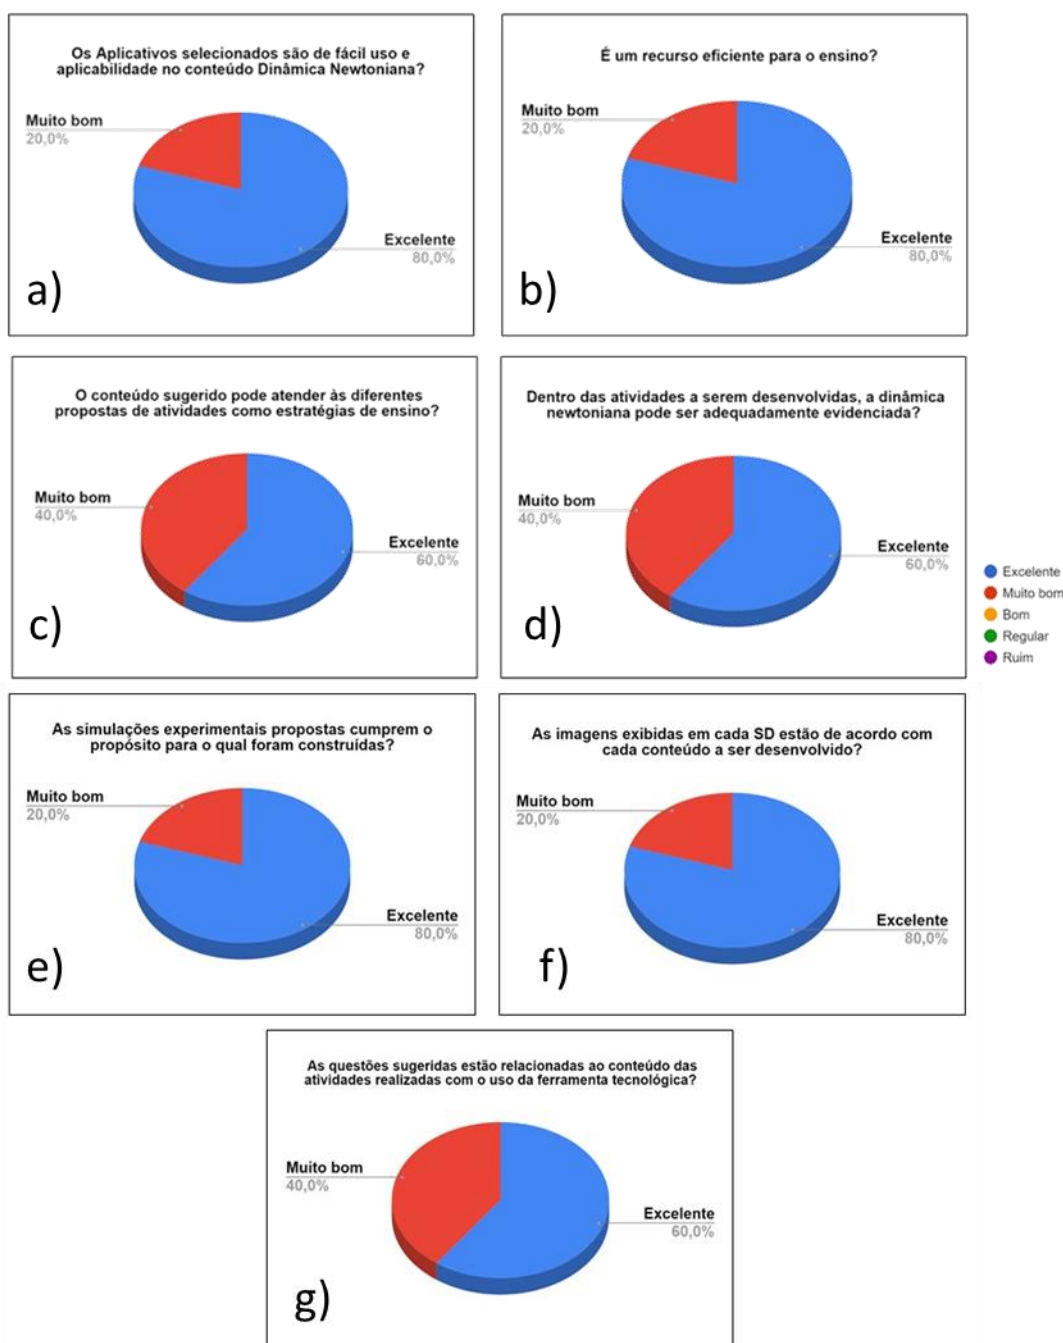 Os Aplicativos selecionados são de fácil uso e
aplicabilidade no conteúdo Dinâmica Newtoniana?
Muito bom
20,0%
Excelente
80,0%
a)
É um recurso eficiente para o ensino?
Muito bom
20,0%
Excelente
80,0%
b)
O conteúdo sugerido pode atender às diferentes
propostas de atividades como estratégias de ensino?
Muito bom
40,0%
Excelente
60,0%
c)
Dentro das atividades a serem desenvolvidas, a dinâmica
newtoniana pode ser adequadamente evidenciada?
Muito bom
40,0%
Excelente
60,0%
d)
Excelente
Muito bom
Bom
Regular
Ruim
As simulações experimentais propostas cumprem o
propósito para o qual foram construídas?
Muito bom
20,0%
Excelente
80,0%
e)
As imagens exibidas em cada SD estão de acordo com
cada conteúdo a ser desenvolvido?
Muito bom
20,0%
Excelente
80,0%
f)
As questões sugeridas estão relacionadas ao conteúdo das
atividades realizadas com o uso da ferramenta tecnológica?
Muito bom
40,0%
Excelente
60,0%
g)